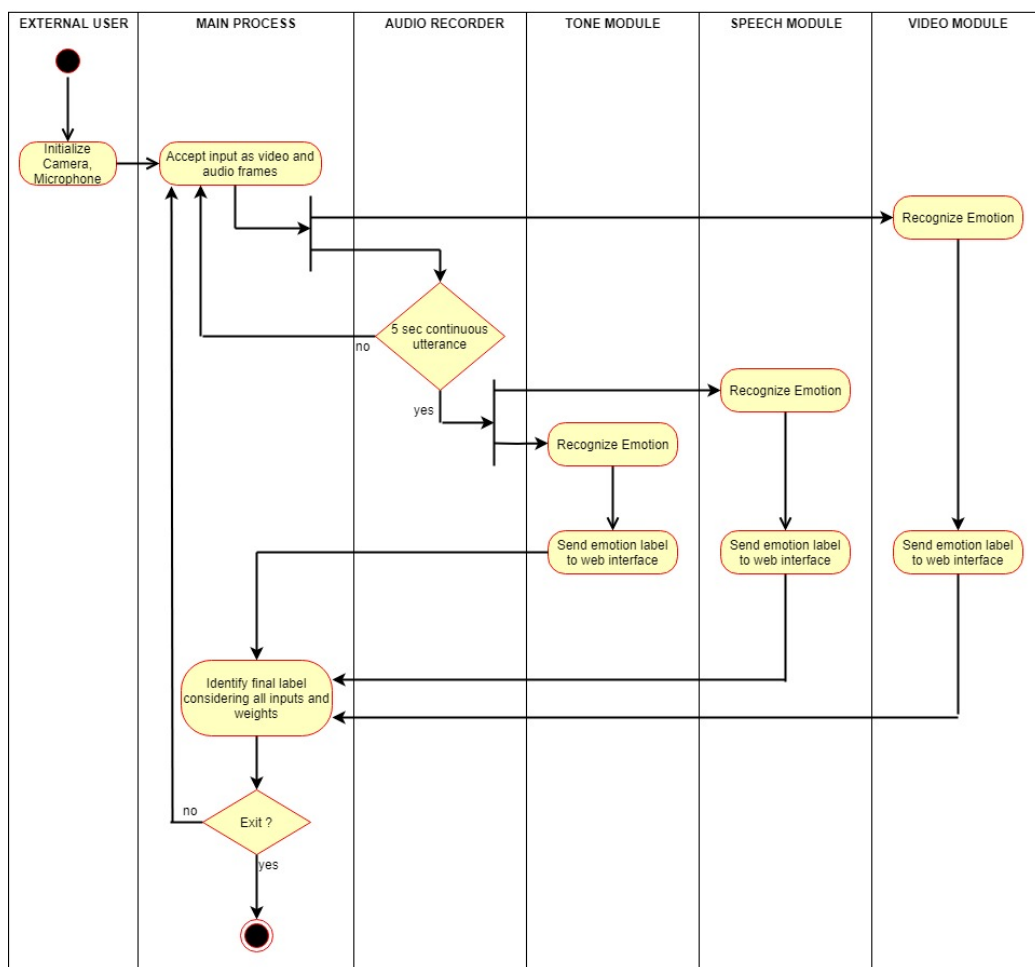 EXTERNAL USER
MAIN PROCESS
AUDIO RECORDER
TONE MODULE
SPEECH MODULE
VIDEO MODULE
Initialize
Camera,
Microphone
Accept input as video and
audio frames
Recognize Emotion
5 sec continuous
utterance
no
yes
Recognize Emotion
Recognize Emotion
Send emotion label
to web interface
Send emotion label
to web interface
Send emotion label
to web interface
Identify final label
considering all inputs and
weights
no
Exit ?
yes